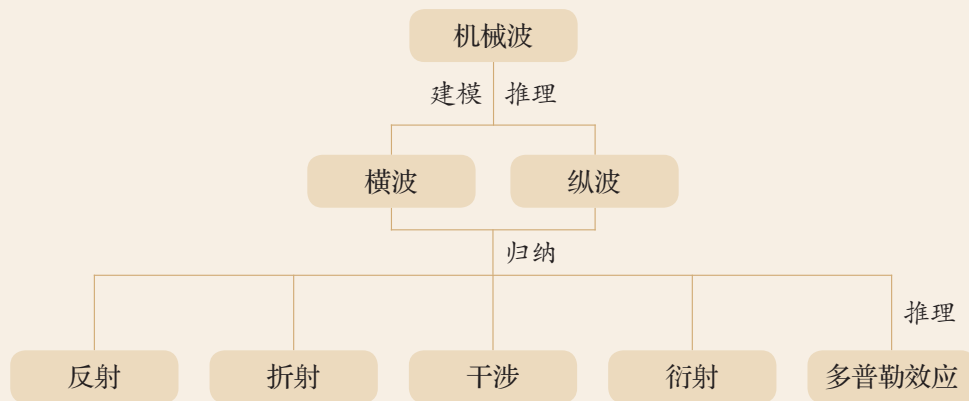 机械波
建模 推理
横波 纵波
归纳
推理
反射 折射 干涉 衍射 多普勒效应